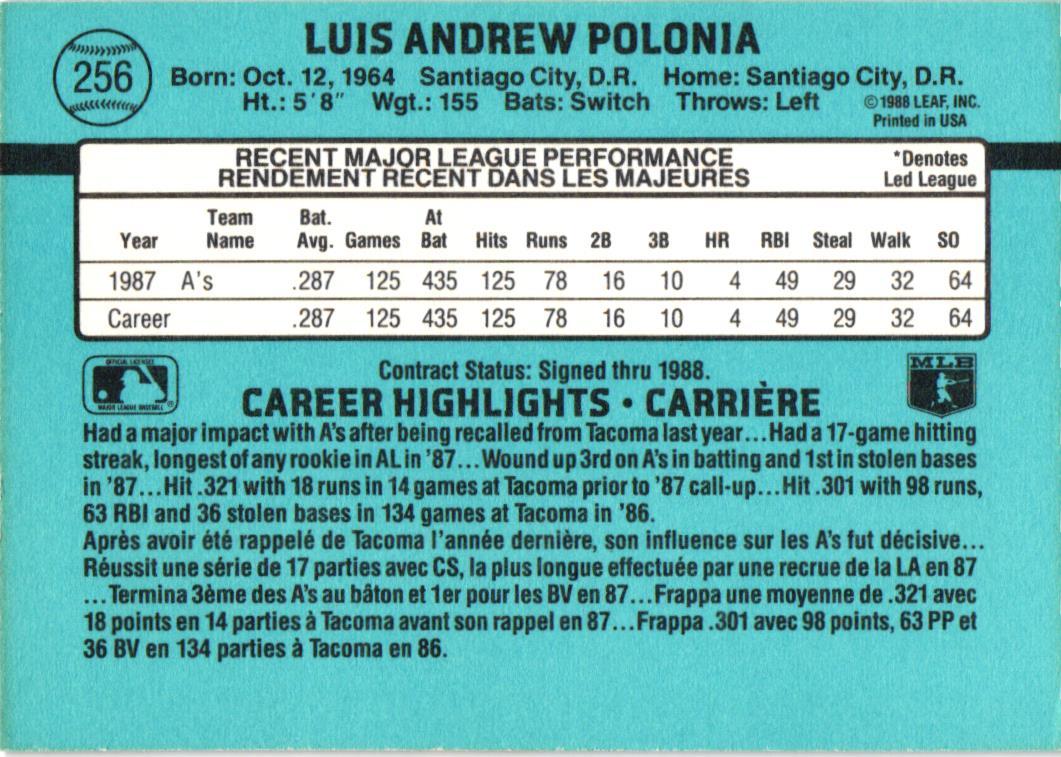 LUIS ANDREW POLONIA
256
Born: Oct. 12, 1964 Santiago City, D.R. Home: Santiago City, D.R.
Ht.: 5'8" Wgt.: 155 Bats: Switch Throws: Left ©1988 LEAF, INC.
Printed in USA
RECENT MAJOR LEAGUE PERFORMANCE *Denotes
RENDEMENT RÉCENT DANS LES MAJEURES Led League
Year Team Name Bat. Avg. Games At Bat Hits Runs 2B 3B HR RBI Steal Walk SO
1987 A's .287 125 435 125 78 16 10 4 49 29 32 64
Career .287 125 435 125 78 16 10 4 49 29 32 64
OFFICIAL LICENSEE
MAJOR LEAGUE BASEBALL ®
MLB
Contract Status: Signed thru 1988.
CAREER HIGHLIGHTS • CARRIÈRE
Had a major impact with A's after being recalled from Tacoma last year...Had a 17-game hitting
streak, longest of any rookie in AL in '87...Wound up 3rd on A's in batting and 1st in stolen bases
in '87...Hit .321 with 18 runs in 14 games at Tacoma prior to '87 call-up...Hit .301 with 98 runs,
63 RBI and 36 stolen bases in 134 games at Tacoma in '86.
Après avoir été rappelé de Tacoma l'année dernière, son influence sur les A's fut décisive...
Réussit une série de 17 parties avec CS, la plus longue effectuée par une recrue de la LA en 87
...Termina 3ème des A's au bâton et 1er pour les BV en 87...Frappa une moyenne de .321 avec
18 points en 14 parties à Tacoma avant son rappel en 87...Frappa .301 avec 98 points, 63 PP et
36 BV en 134 parties à Tacoma en 86.